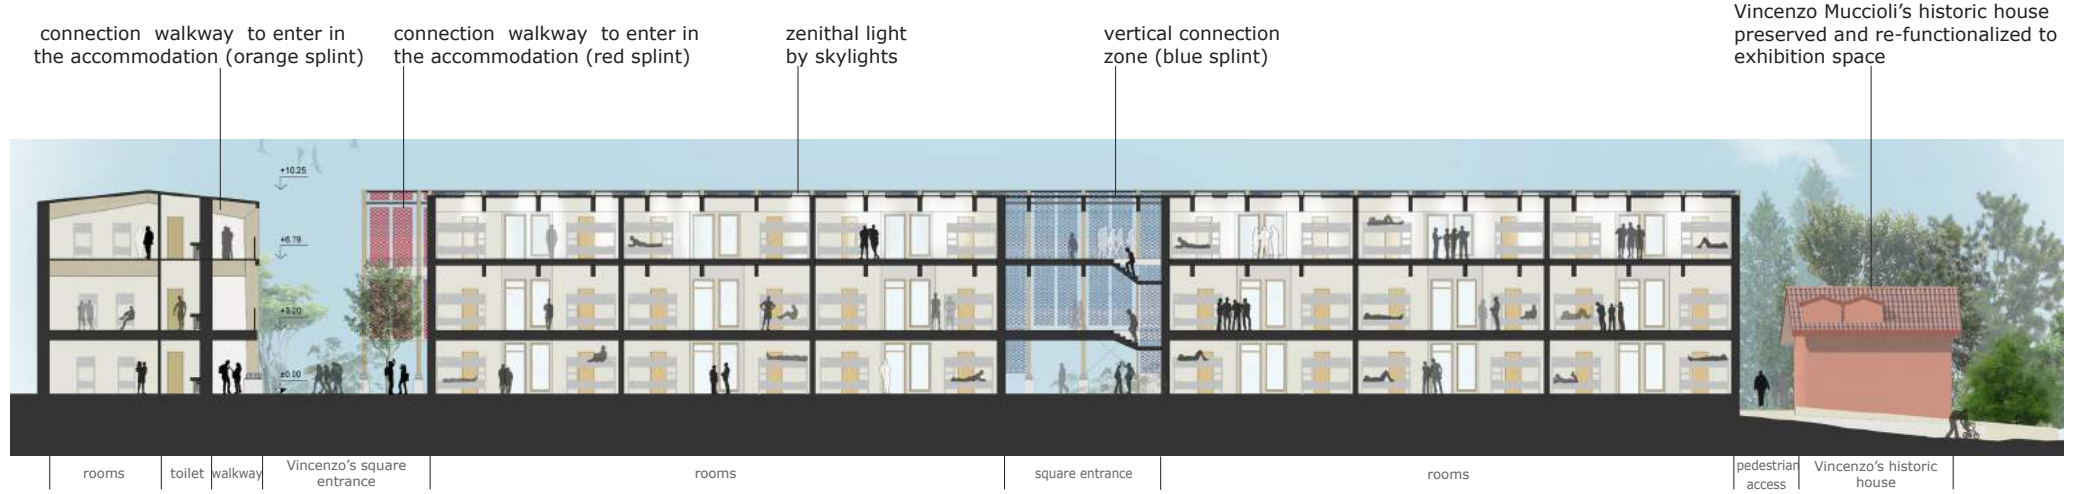 connection walkway to enter in
the accommodation (orange splint)
connection walkway to enter in
the accommodation (red splint)
zenithal light
by skylights
vertical connection
zone (blue splint)
Vincenzo Muccioli's historic house
preserved and re-functionalized to
exhibition space
+10.25
+6.79
+3.20
±0.00
rooms
toilet
walkway
Vincenzo's square
entrance
rooms
square entrance
rooms
pedestrian
access
Vincenzo's historic
house